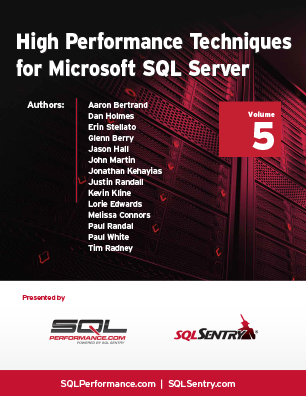 High Performance Techniques
for Microsoft SQL Server
Authors:
Aaron Bertrand
Dan Holmes
Erin Stellato
Glenn Berry
Jason Hall
John Martin
Jonathan Kehayias
Justin Randall
Kevin Kline
Lorie Edwards
Melissa Connors
Paul Randal
Paul White
Tim Radney
Volume
5
Presented by
SQL
PERFORMANCE.COM
POWERED BY SQL SENTRY
SQLSENTRY
SQLPerformance.com | SQLSentry.com